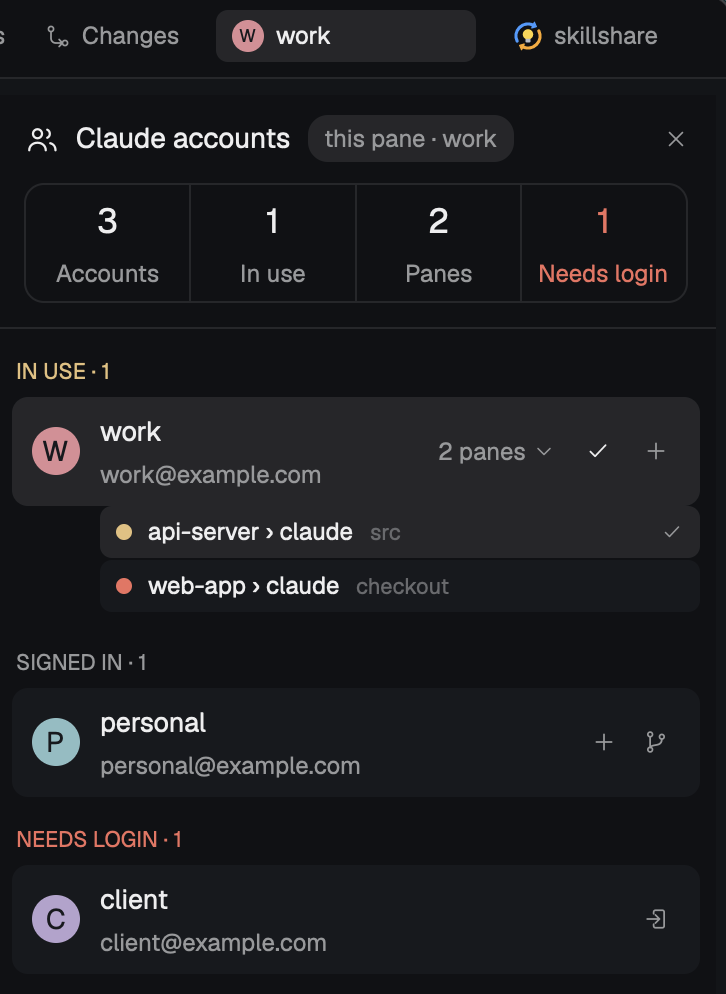 s Changes W work skillshare
Claude accounts this pane · work
3 1 2 1
Accounts In use Panes Needs login
IN USE · 1
W work 2 panes
work@example.com
api-server › claude src
web-app › claude checkout
SIGNED IN · 1
P personal
personal@example.com
NEEDS LOGIN · 1
C client
client@example.com